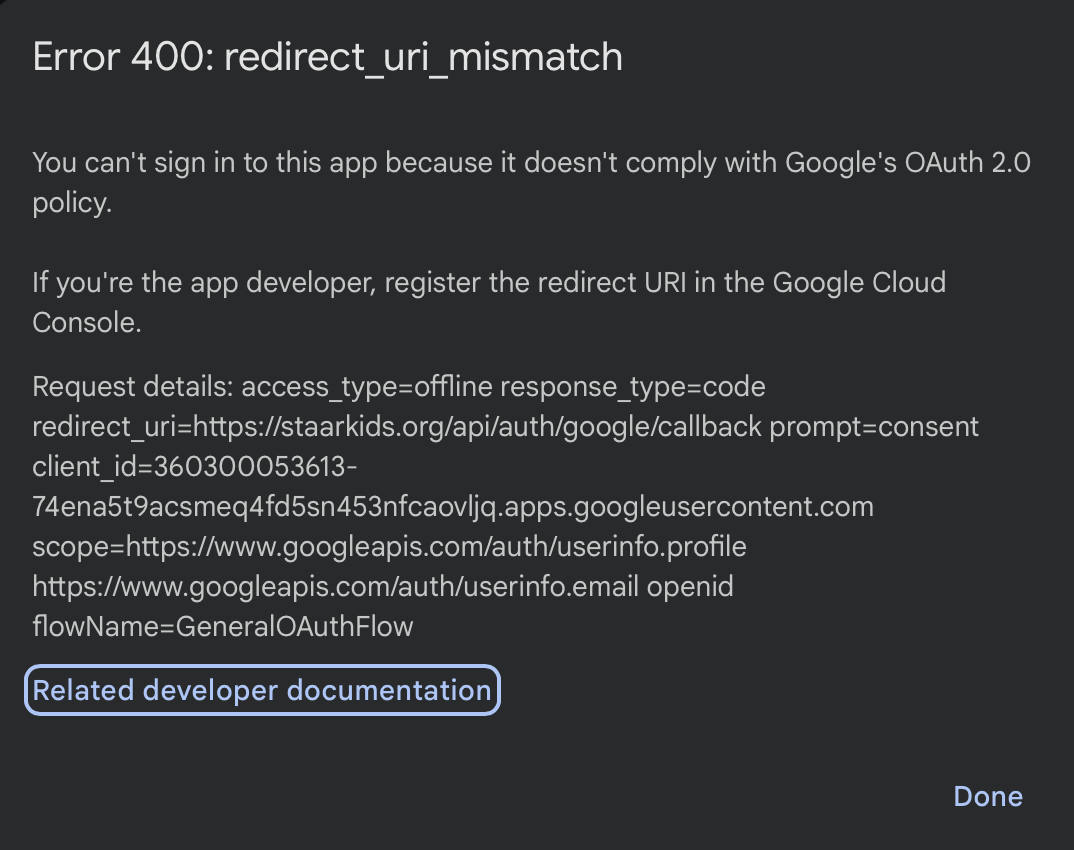 Error 400: redirect_uri_mismatch
You can't sign in to this app because it doesn't comply with Google's OAuth 2.0
policy.
If you're the app developer, register the redirect URI in the Google Cloud
Console.
Request details: access_type=offline response_type=code
redirect_uri=https://staarkids.org/api/auth/google/callback prompt=consent
client_id=360300053613-
74ena5t9acsmeq4fd5sn453nfcaovljq.apps.googleusercontent.com
scope=https://www.googleapis.com/auth/userinfo.profile
https://www.googleapis.com/auth/userinfo.email openid
flowName=GeneralOAuthFlow
Related developer documentation
Done